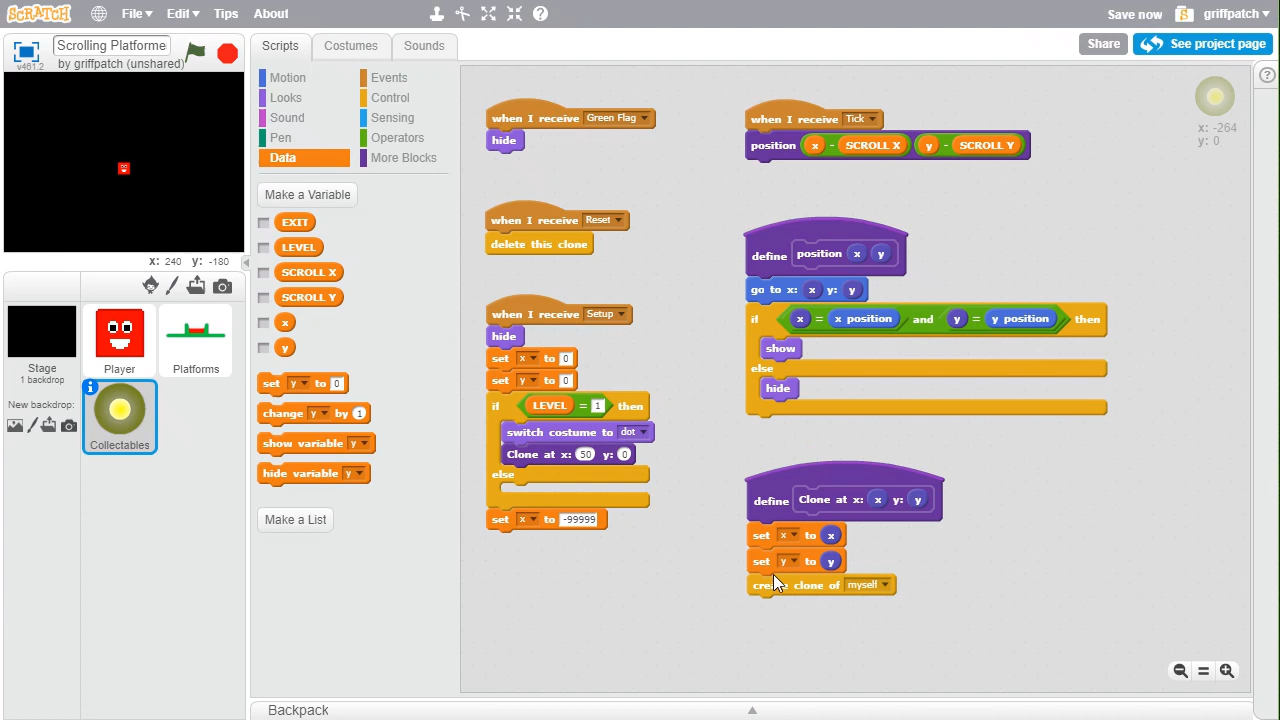 SCRATCH File▼ Edit▼ Tips About Save now griffpatch ▼
Scrolling Platforme
by griffpatch (unshared)
v461.2
Scripts Costumes Sounds
Share See project page
Motion Events
Looks Control
Sound Sensing
Pen Operators
Data More Blocks
Make a Variable
EXIT
LEVEL
SCROLL X
SCROLL Y
x
y
set y to 0
change y by 1
show variable y
hide variable y
Make a List
x: 240 y: -180
Stage
1 backdrop
New backdrop:
Player
Platforms
Collectables
when I receive Green Flag
hide
when I receive Reset
delete this clone
when I receive Setup
hide
set x to 0
set y to 0
if LEVEL = 1 then
switch costume to dot
Clone at x: 50 y: 0
else
set x to -99999
when I receive Tick
position x - SCROLL X y - SCROLL Y
define position x y
go to x: x y: y
if x = x position and y = y position then
show
else
hide
define Clone at x: x y: y
set x to x
set y to y
create clone of myself
x: -264
y: 0
Backpack